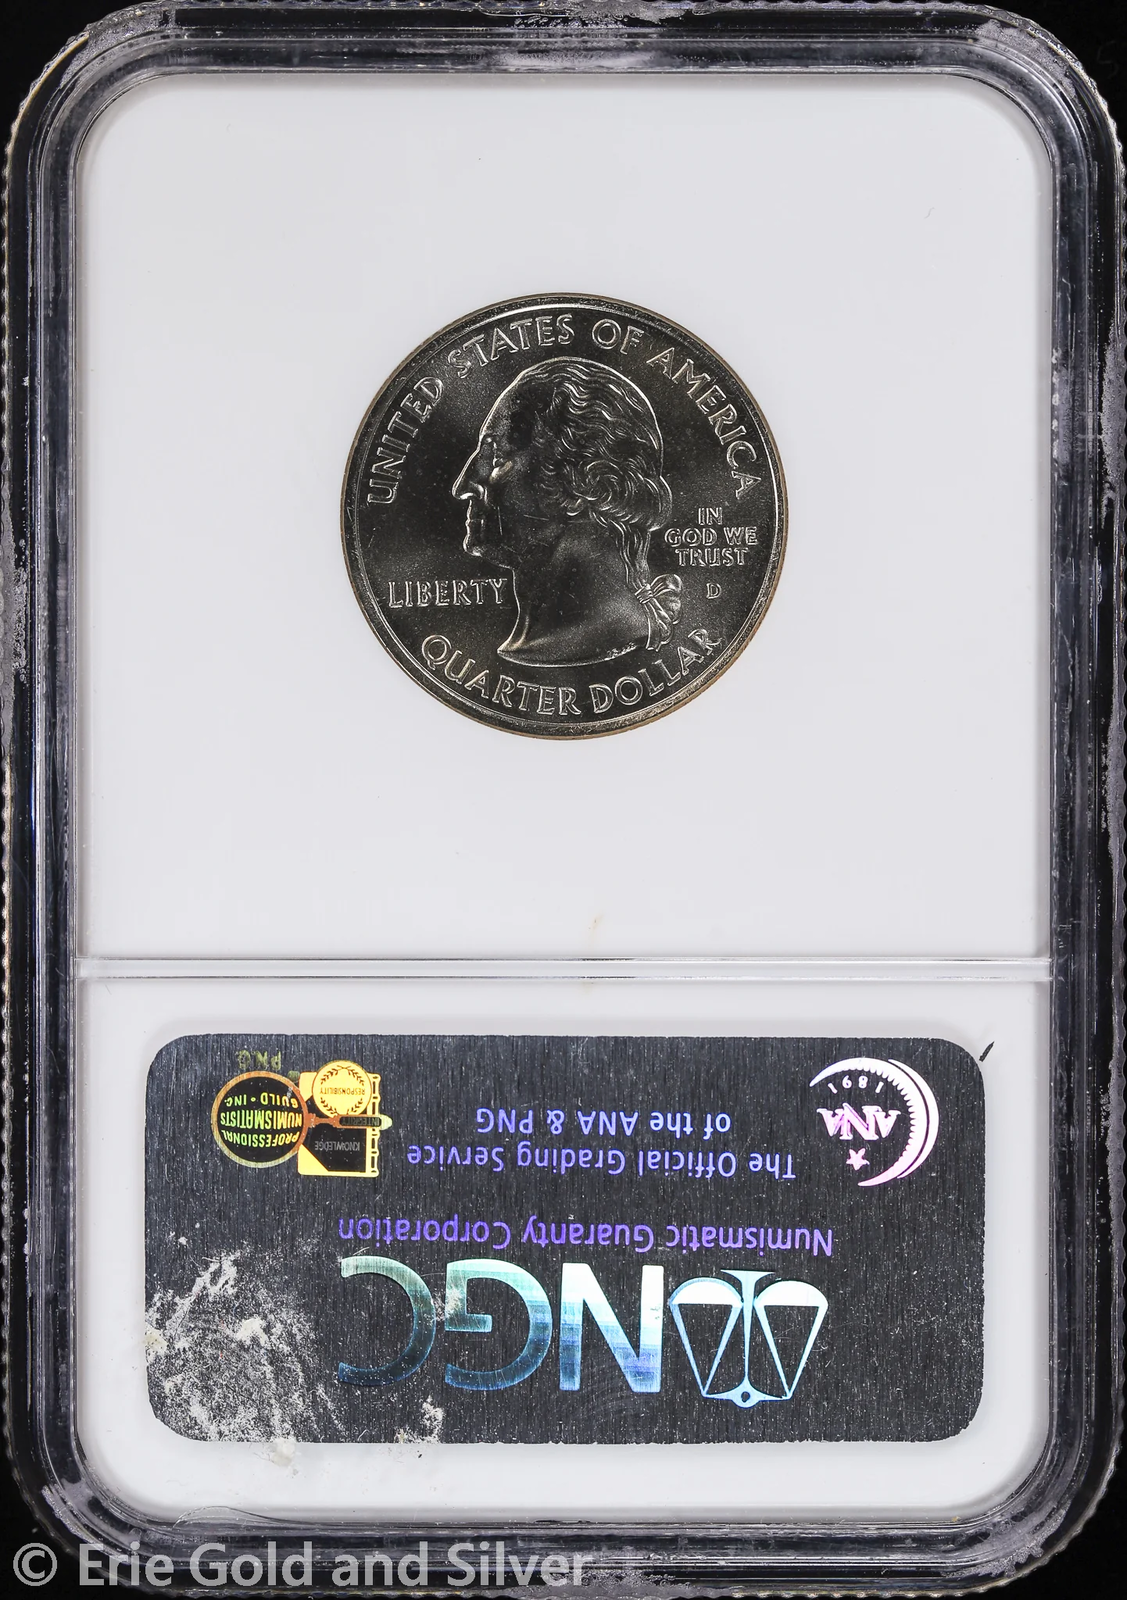 UNITED STATES OF AMERICA
IN
GOD WE
TRUST
D
LIBERTY
QUARTER DOLLAR
NGC
Numismatic Guaranty Corporation
The Official Grading Service
of the ANA & PNG
ANA
1891
PROFESSIONAL
NUMISMATISTS
GUILD • INC.
KNOWLEDGE
RESPONSIBILITY
PNG
© Erie Gold and Silver